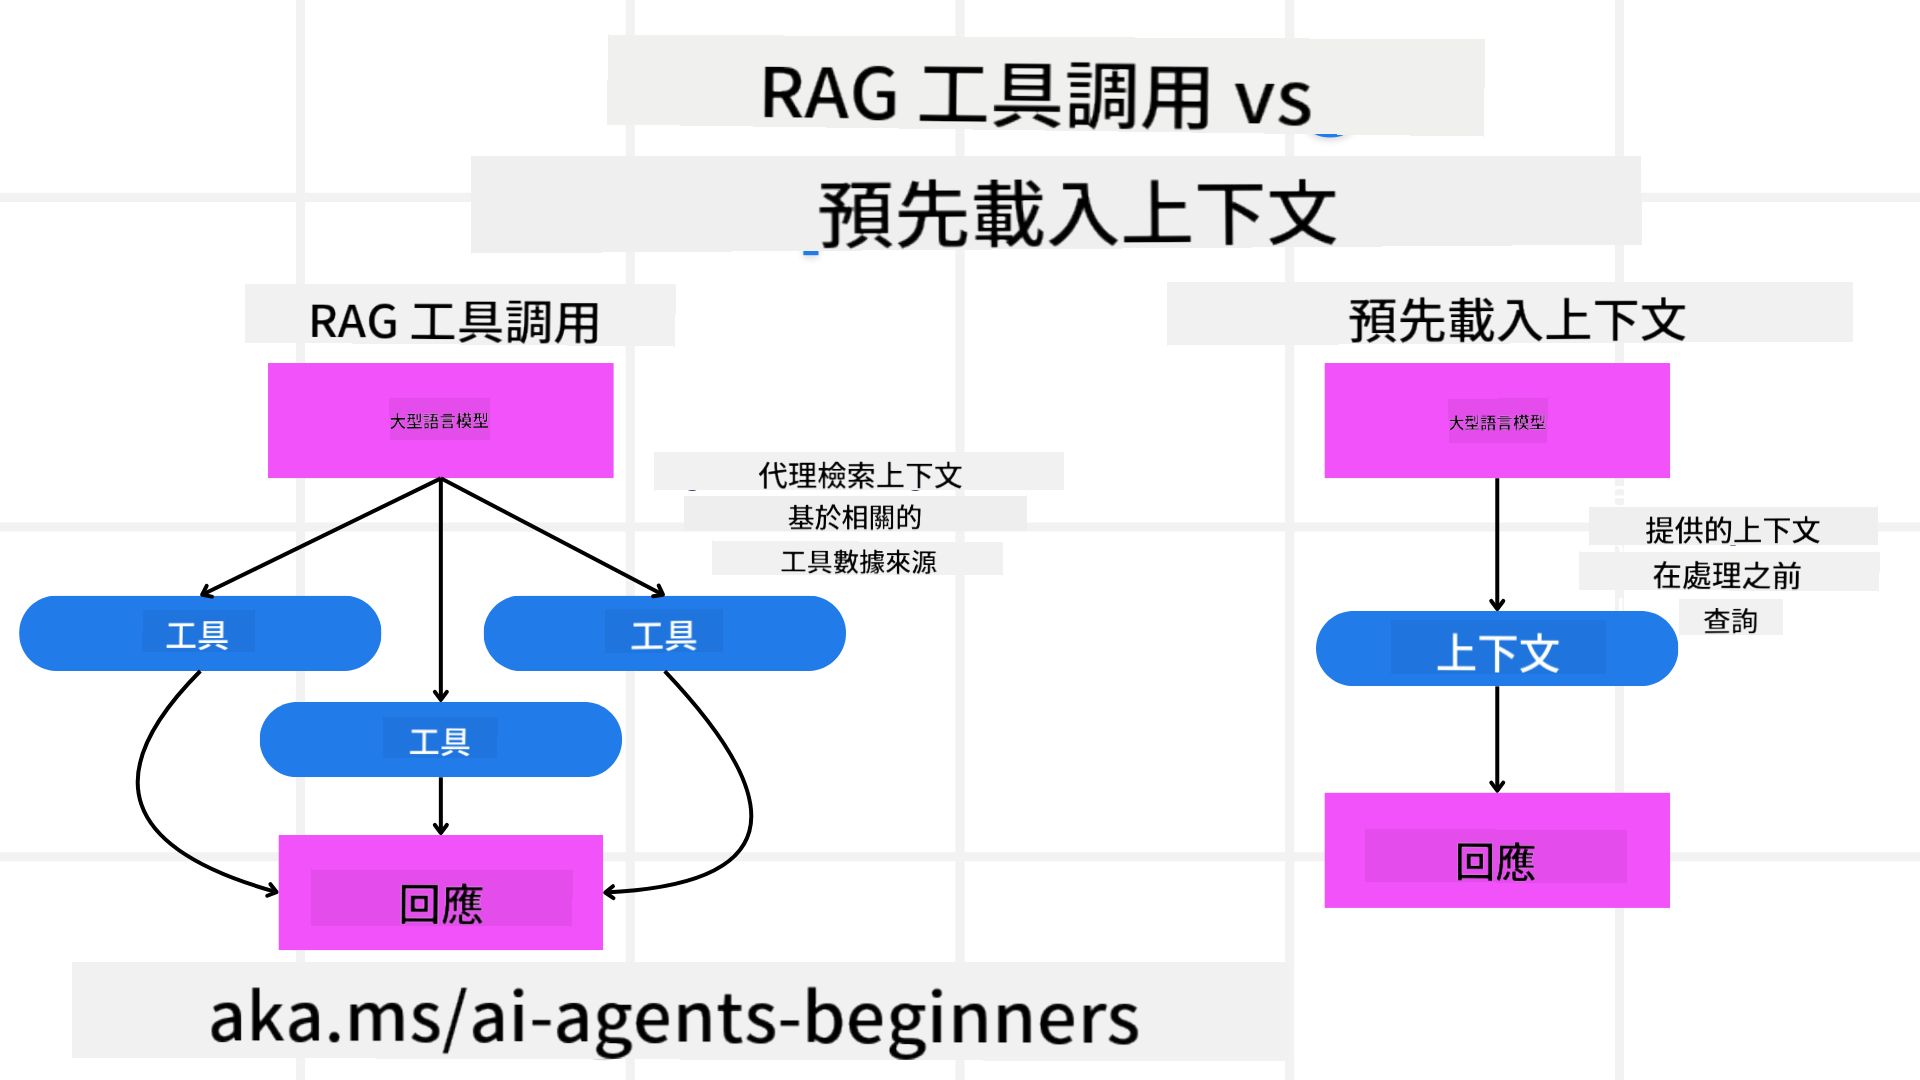 RAG 工具調用 vs
預先載入上下文
RAG 工具調用
大型語言模型
代理檢索上下文
基於相關的
工具數據來源
工具
工具
工具
回應
預先載入上下文
大型語言模型
提供的上下文
在處理之前
查詢
上下文
回應
aka.ms/ai-agents-beginners